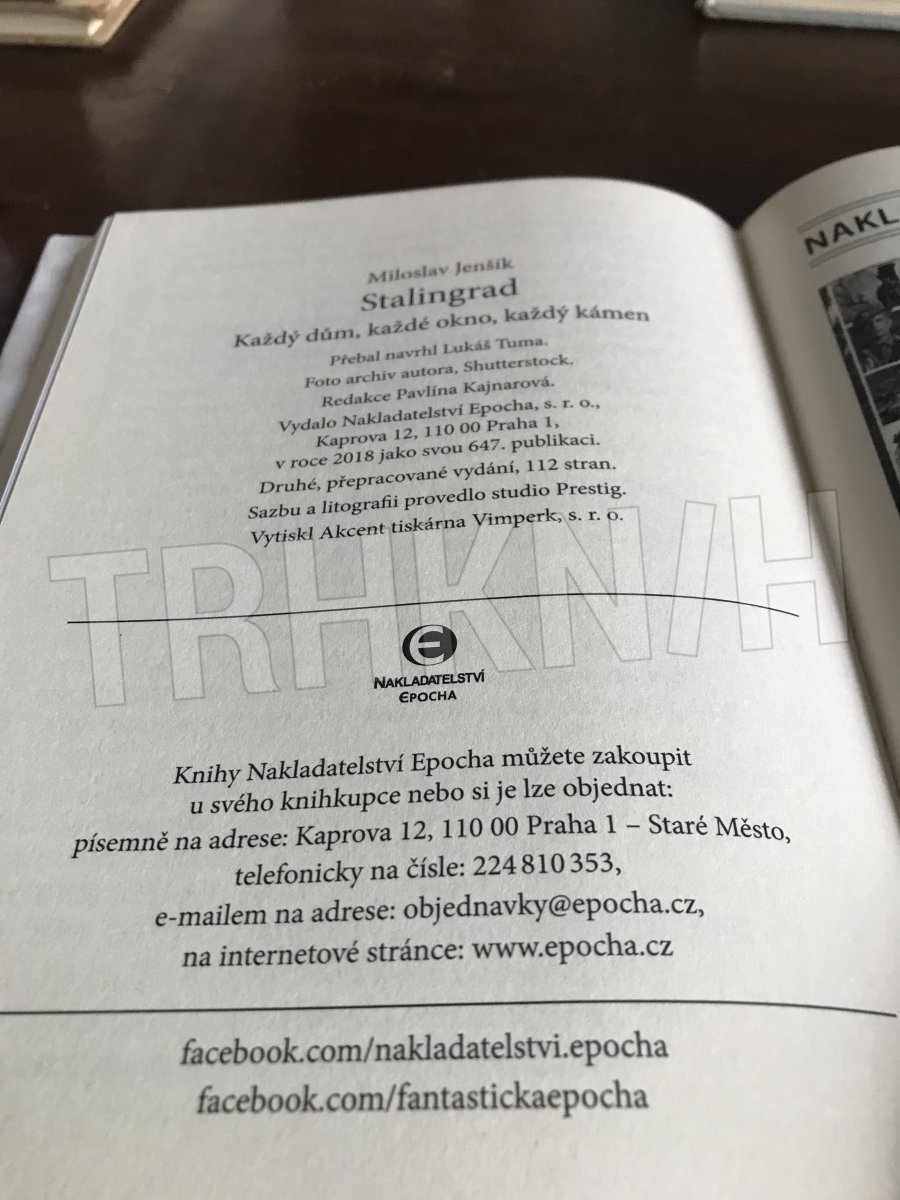 Miloslav Jenšík
Stalingrad
Každý dům, každé okno, každý kámen
Přebal navrhl Lukáš Tuma.
Foto archiv autora, Shutterstock.
Redakce Pavlína Kajnarová.
Vydalo Nakladatelství Epocha, s. r. o.,
Kaprova 12, 110 00 Praha 1,
v roce 2018 jako svou 647. publikaci.
Druhé, přepracované vydání, 112 stran.
Sazbu a litografii provedlo studio Prestig.
Vytiskl Akcent tiskárna Vimperk, s. r. o.
TRHKNIH
NAKLADATELSTVÍ
EPOCHA
Knihy Nakladatelství Epocha můžete zakoupit
u svého knihkupce nebo si je lze objednat:
písemně na adrese: Kaprova 12, 110 00 Praha 1 – Staré Město,
telefonicky na čísle: 224 810 353,
e-mailem na adrese: objednavky@epocha.cz,
na internetové stránce: www.epocha.cz
facebook.com/nakladatelstvi.epocha
facebook.com/fantastickaepocha
NAKL